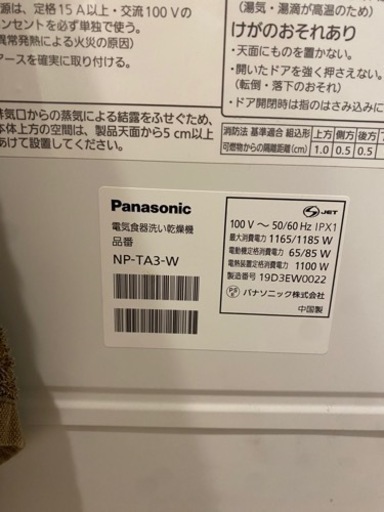 源は、定格15A以上・交流100Vの
ンセントを必ず単独で使う。
異常発熱による火災の原因)
アースを確実に取り付ける。
(湯気・湯滴が高温のため)
けがのおそれあり
・天面にものを置かない。
・開いたドアを強く押さえない。
(転倒・落下のおそれ)
・ドア開閉時は指のはさみ込みに
排気口からの蒸気による結露をふせぐため、
本体上方の空間は、製品天面から5cm以上
あけて設置してください。
消防法 基準適合 組込形 上方 側方 後方
可燃物からの離隔距離(cm) 1.0 0.5 0.5
Panasonic
電気食器洗い乾燥機
品番
NP-TA3-W
S JET
100 V ～ 50/60 Hz IPX1
最大消費電力 1165/1185 W
電動機定格消費電力 65/85 W
電熱装置定格消費電力 1100 W
製造番号 19D3EW0022
パナソニック株式会社
中国製